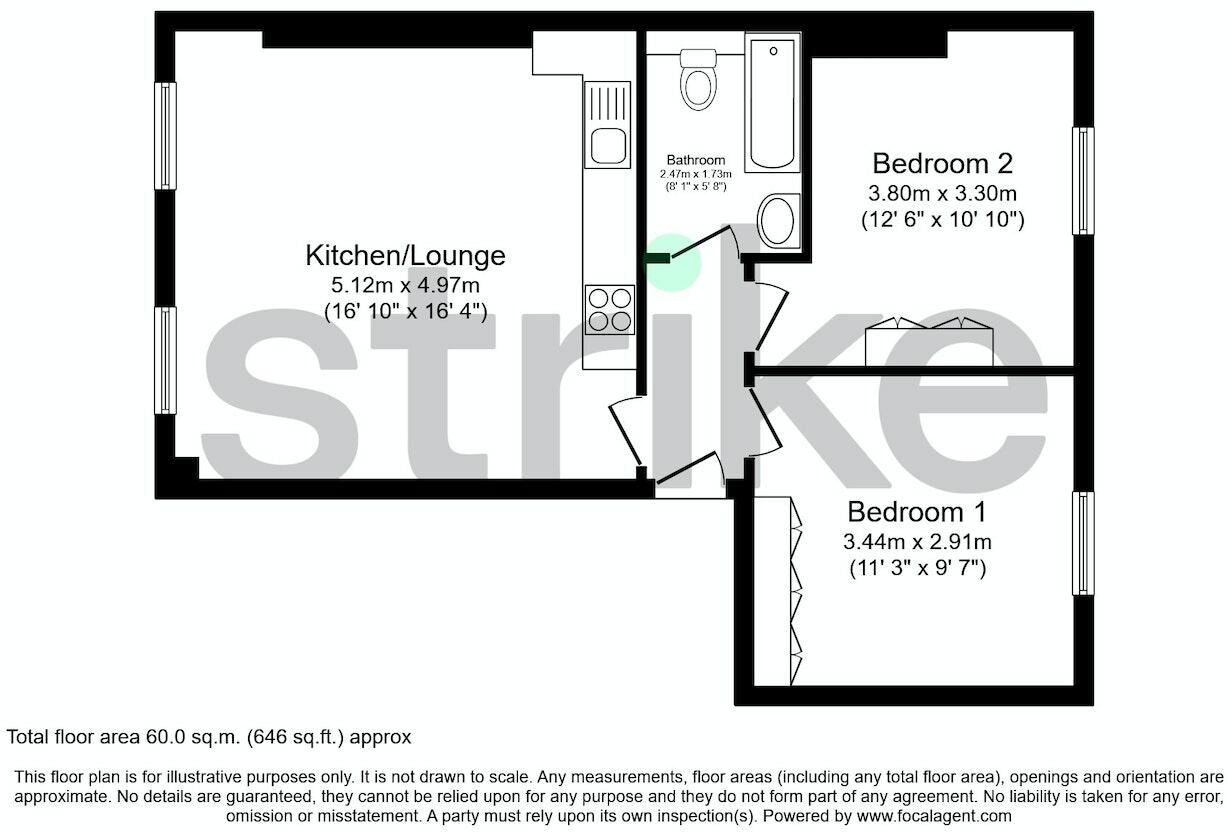 Bathroom
2.47m x 1.73m
(8' 1" x 5' 8")
Bedroom 2
3.80m x 3.30m
(12' 6" x 10' 10")
Kitchen/Lounge
5.12m x 4.97m
(16' 10" x 16' 4")
strike
Bedroom 1
3.44m x 2.91m
(11' 3" x 9' 7")
Total floor area 60.0 sq.m. (646 sq.ft.) approx
This floor plan is for illustrative purposes only. It is not drawn to scale. Any measurements, floor areas (including any total floor area), openings and orientation are
approximate. No details are guaranteed, they cannot be relied upon for any purpose and they do not form part of any agreement. No liability is taken for any error,
omission or misstatement. A party must rely upon its own inspection(s). Powered by www.focalagent.com